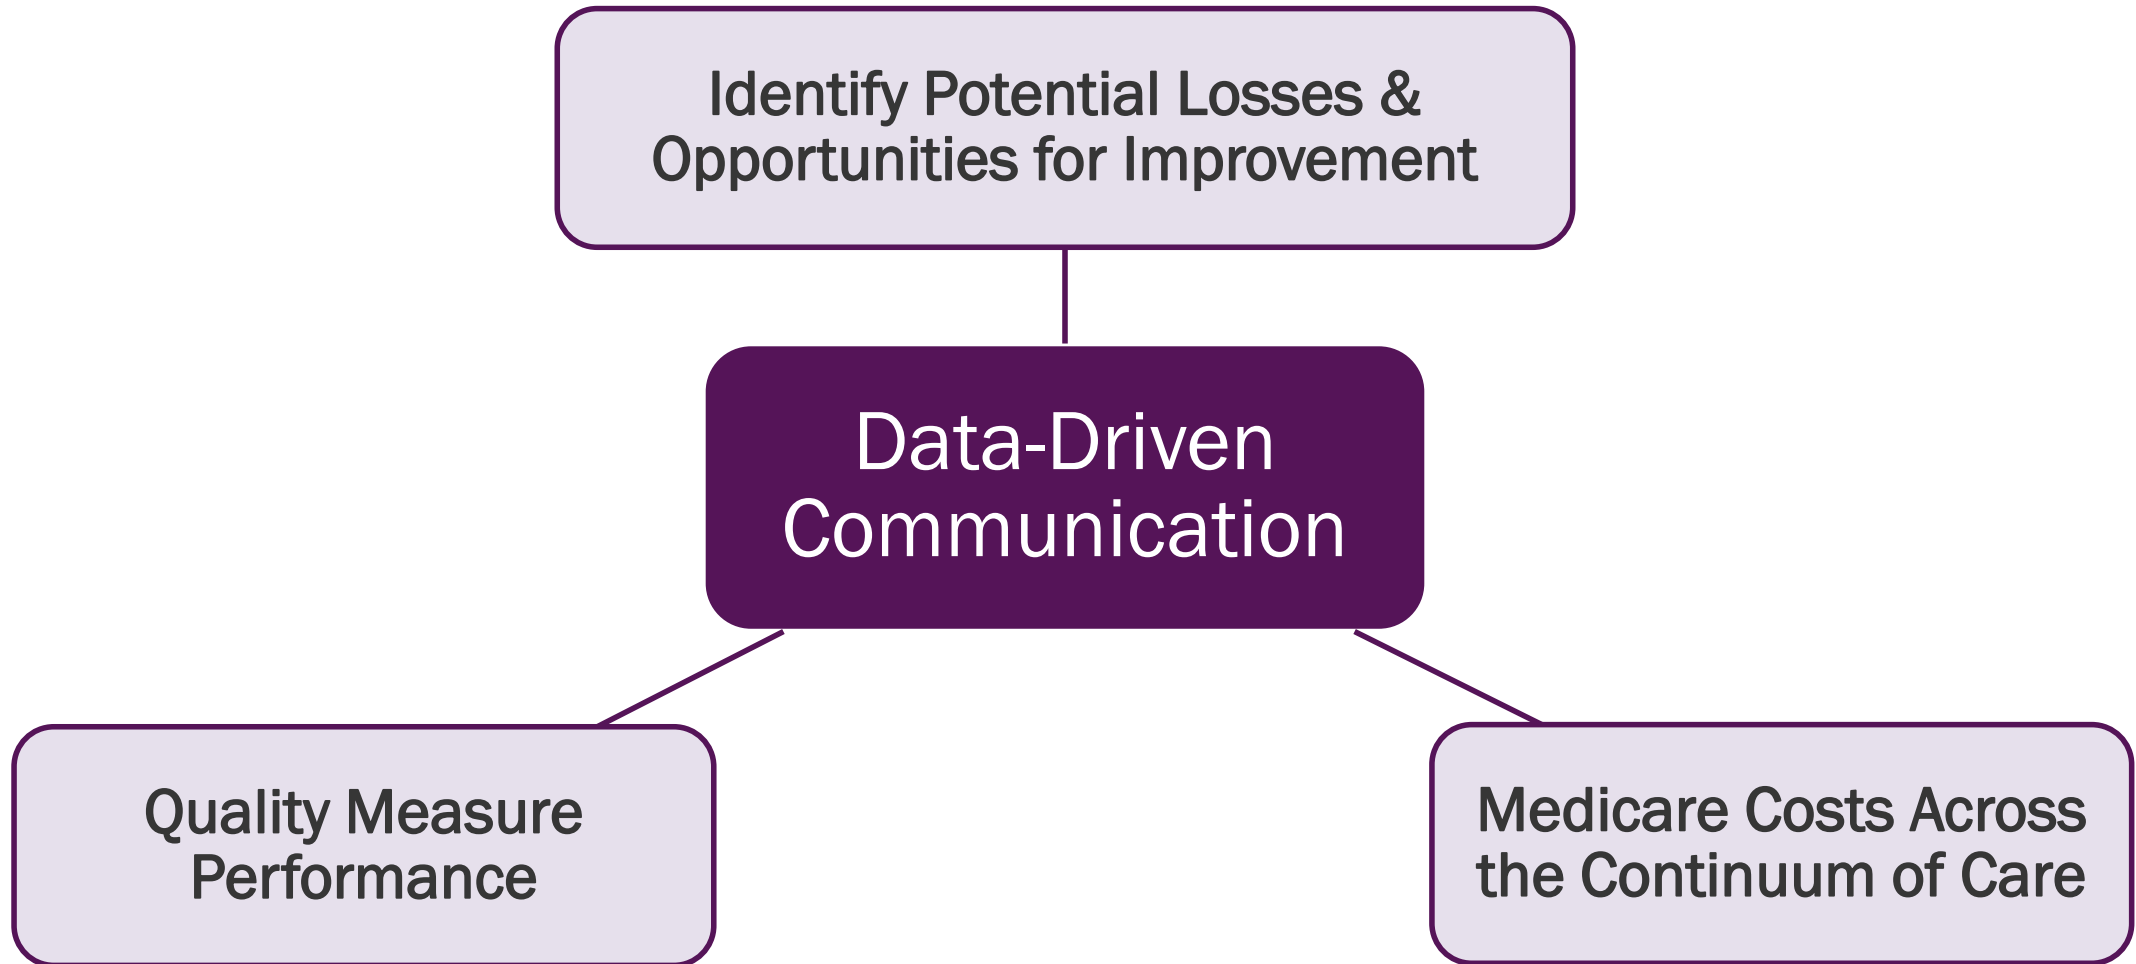 Identify Potential Losses &
Opportunities for Improvement
Data-Driven
Communication
Quality Measure
Performance
Medicare Costs Across
the Continuum of Care